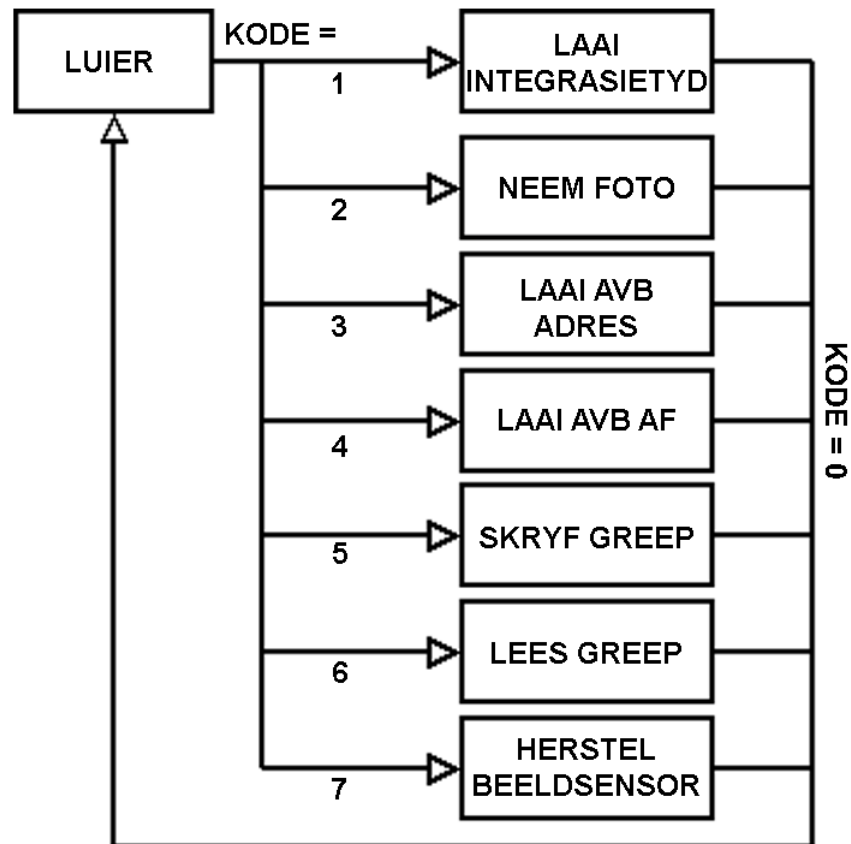 LUIER
KODE =
1
LAAI
INTEGRASIETYD
2
NEEM FOTO
3
LAAI AVB
ADRES
4
LAAI AVB AF
5
SKRYF GREEP
6
LEES GREEP
7
HERSTEL
BEELDSENSOR
KODE = 0